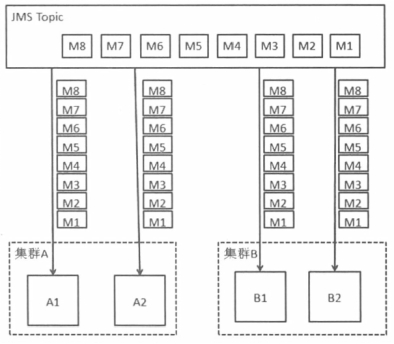 JMS Topic
M8 M7 M6 M5 M4 M3 M2 M1
M8 M8 M8 M8
M7 M7 M7 M7
M6 M6 M6 M6
M5 M5 M5 M5
M4 M4 M4 M4
M3 M3 M3 M3
M2 M2 M2 M2
M1 M1 M1 M1
集群A 集群B
A1 A2 B1 B2